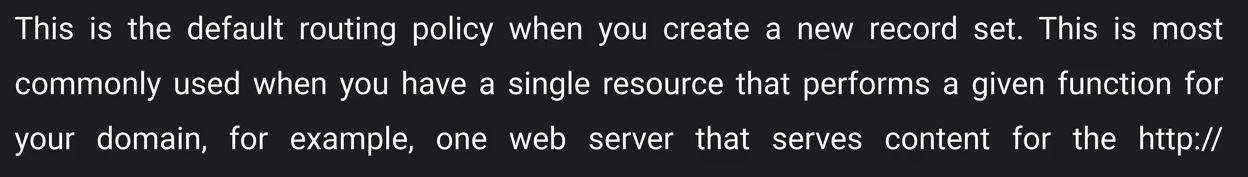 This is the default routing policy when you create a new record set. This is most
commonly used when you have a single resource that performs a given function for
your domain, for example, one web server that serves content for the http://